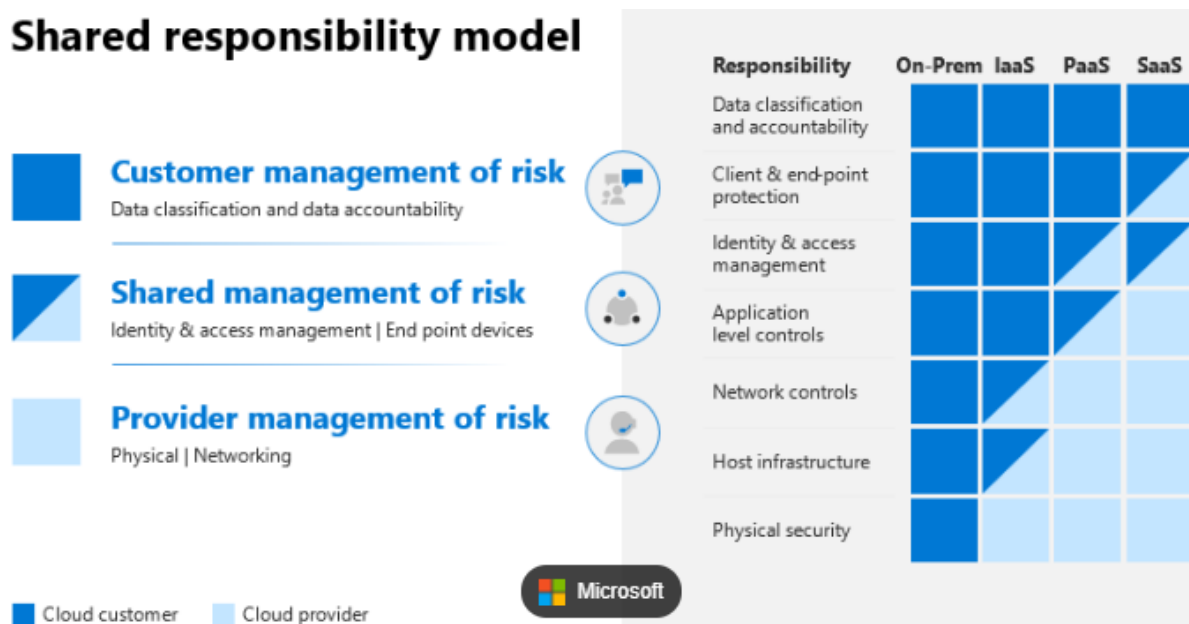 Shared responsibility model
Customer management of risk
Data classification and data accountability
Shared management of risk
Identity & access management | End point devices
Provider management of risk
Physical | Networking
Cloud customer
Cloud provider
Responsibility On-Prem IaaS PaaS SaaS
Data classification
and accountability
Client & end-point
protection
Identity & access
management
Application
level controls
Network controls
Host infrastructure
Physical security
Microsoft